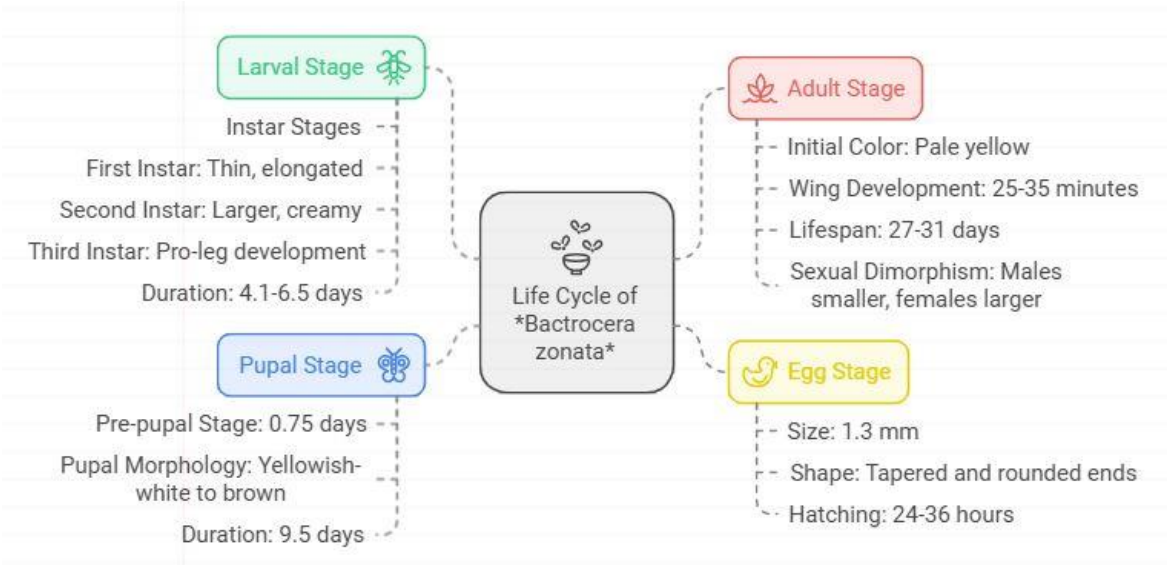 Larval Stage
Instar Stages
First Instar: Thin, elongated
Second Instar: Larger, creamy
Third Instar: Pro-leg development
Duration: 4.1-6.5 days
Pupal Stage
Pre-pupal Stage: 0.75 days
Pupal Morphology: Yellowish-
white to brown
Duration: 9.5 days
Life Cycle of
*Bactrocera
zonata*
Adult Stage
Initial Color: Pale yellow
Wing Development: 25-35 minutes
Lifespan: 27-31 days
Sexual Dimorphism: Males
smaller, females larger
Egg Stage
Size: 1.3 mm
Shape: Tapered and rounded ends
Hatching: 24-36 hours